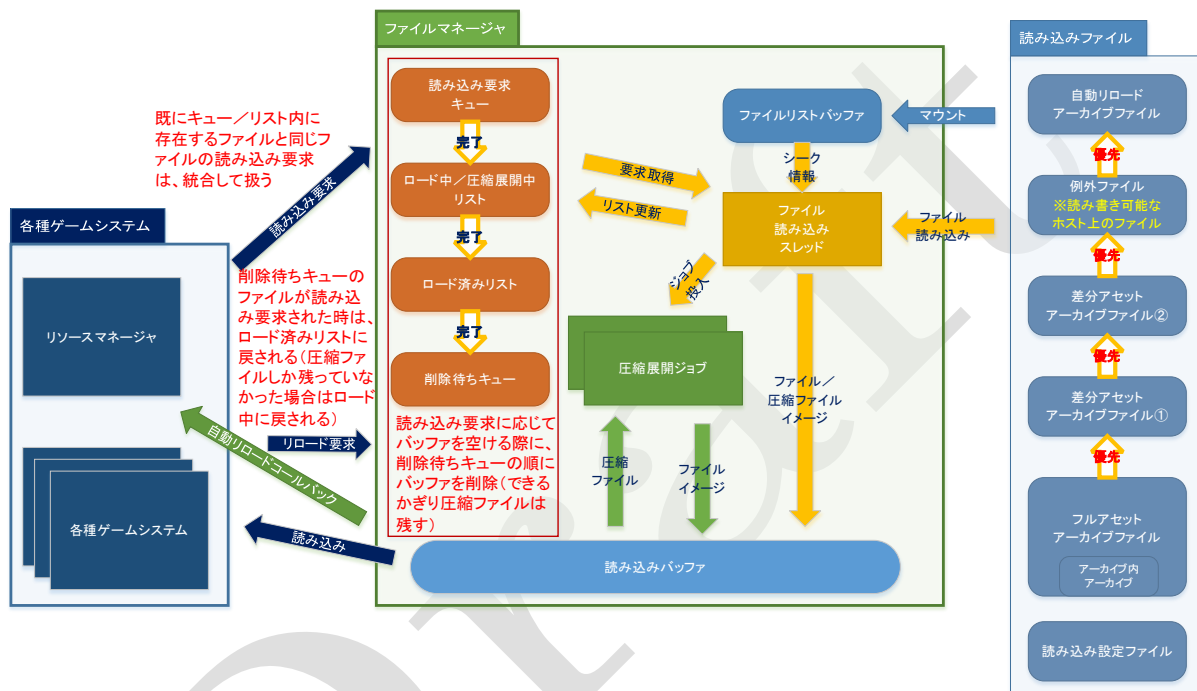 ファイルマネージャ
読み込みファイル
既にキュー／リスト内に
存在するファイルと同じフ
ァイルの読み込み要求
は、統合して扱う
読み込み要求
各種ゲームシステム
リソースマネージャ
各種ゲームシステム
削除待ちキューの
ファイルが読み込
み要求された時は、
ロード済みリストに
戻される（圧縮ファ
イルしか残っていな
かった場合はロード
中に戻される）
リロード要求
自動リロードコールバック
読み込み
読み込み要求
キュー
完了
ロード中／圧縮展開中
リスト
完了
ロード済みリスト
完了
削除待ちキュー
読み込み要求に応じて
バッファを空ける際に、
削除待ちキューの順に
バッファを削除（できる
かぎり圧縮ファイルは
残す）
要求取得
リスト更新
ファイルリストバッファ
マウント
シーク
情報
ファイル
読み込み
スレッド
ファイル
読み込み
ジョブ
投入
圧縮展開ジョブ
圧縮
ファイル
ファイル
イメージ
ファイル／
圧縮ファイル
イメージ
読み込みバッファ
自動リロード
アーカイブファイル
優先
例外ファイル
※読み書き可能な
ホスト上のファイル
優先
差分アセット
アーカイブファイル②
優先
差分アセット
アーカイブファイル①
優先
フルアセット
アーカイブファイル
アーカイブ内
アーカイブ
読み込み設定ファイル
Draft